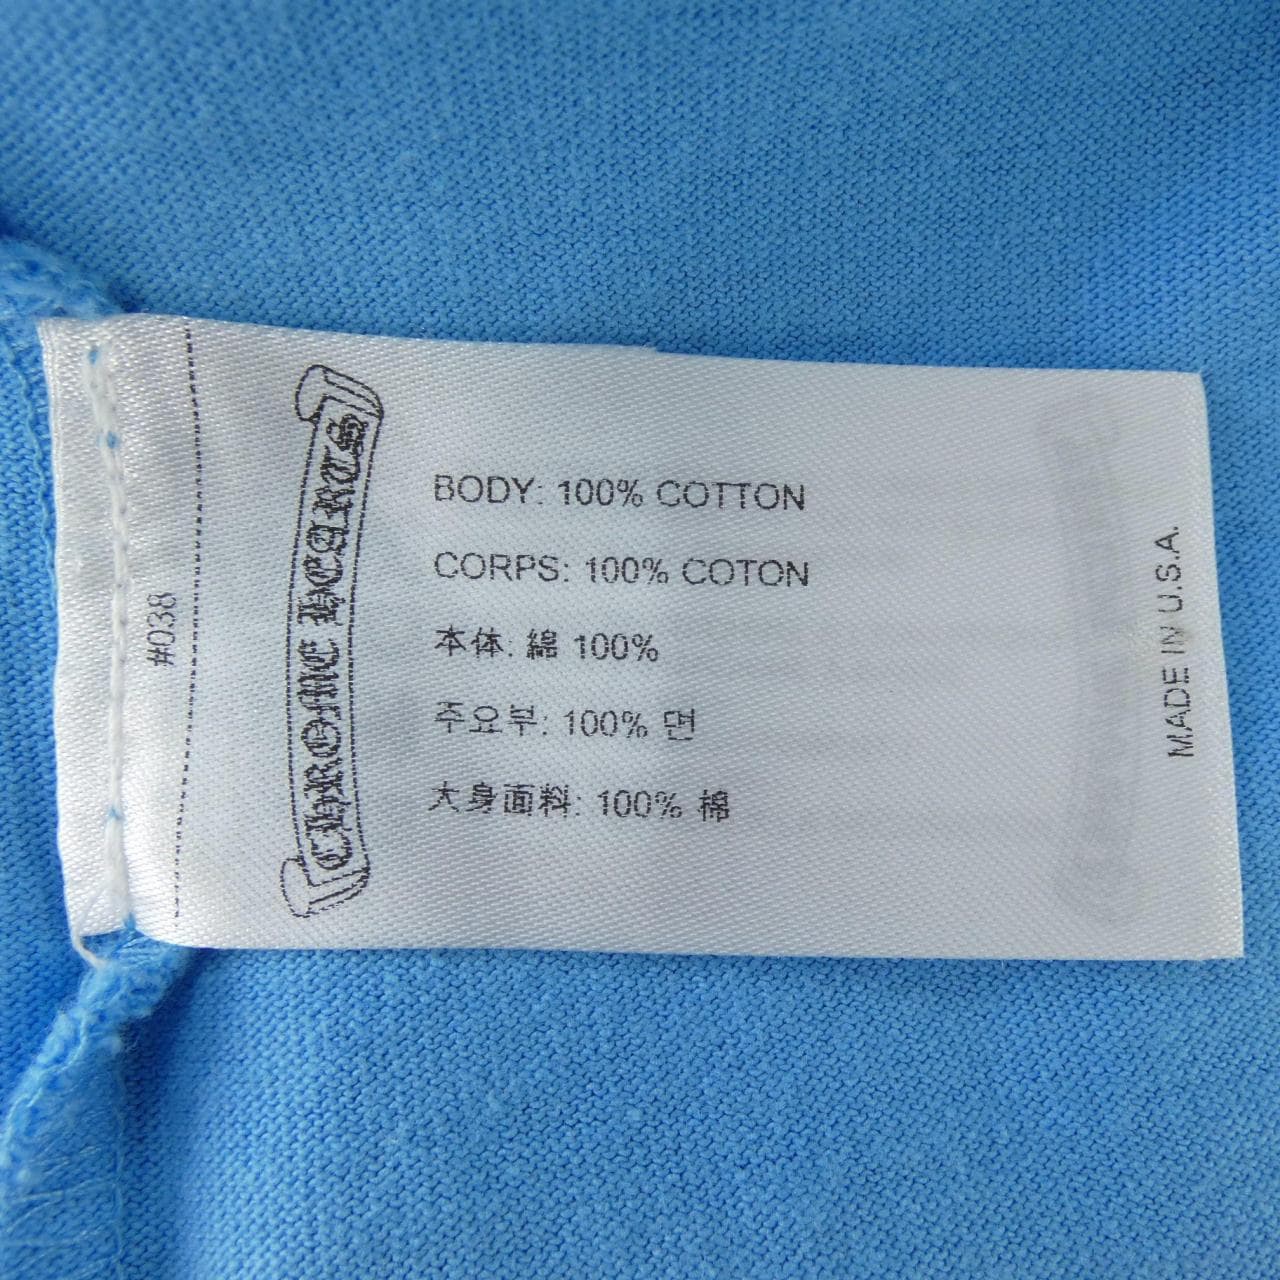 #038
CHROME HEARTS
BODY: 100% COTTON
CORPS: 100% COTON
本体: 綿 100%
주요부: 100% 면
大身面料: 100% 棉
MADE IN U.S.A.